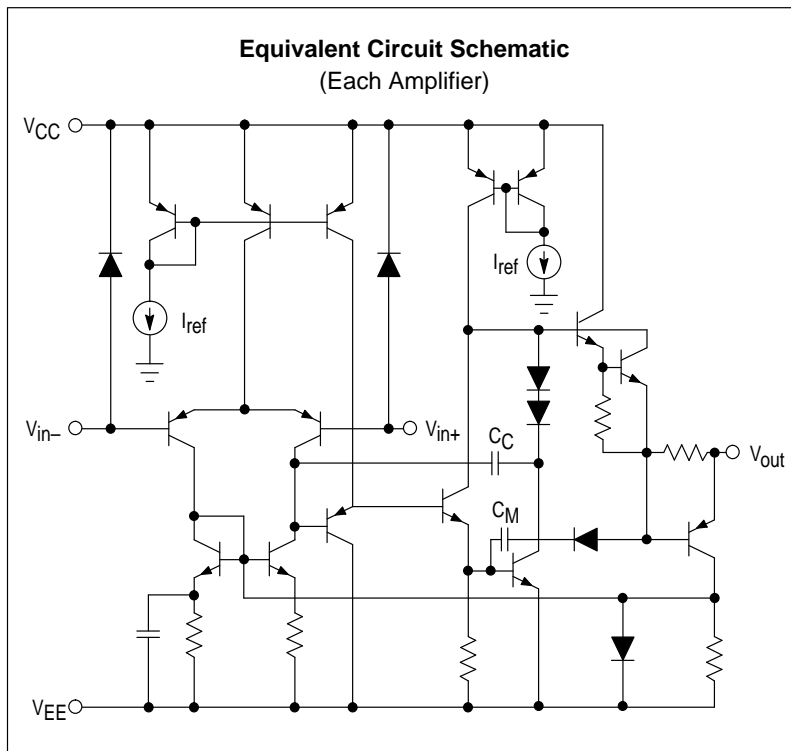 Equivalent Circuit Schematic
(Each Amplifier)
VCC
Iref
Iref
Vin–
Vin+
CC
Vout
CM
VEE